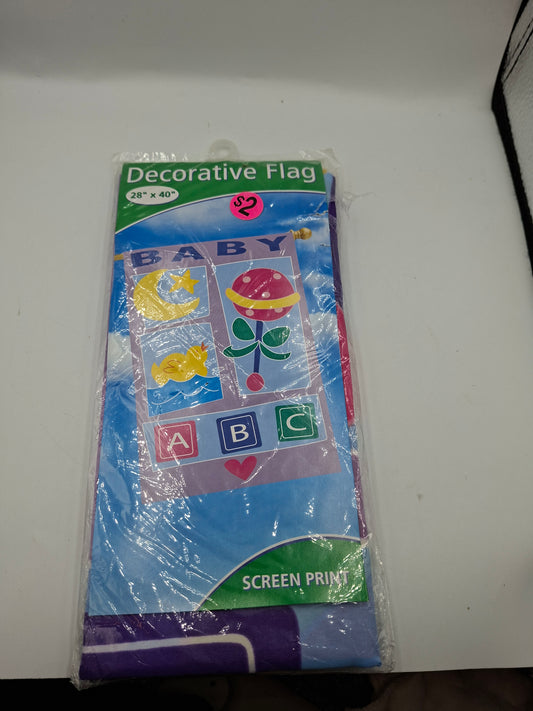 Decorative Flag
28" x 40"
$2
BABY
A B C
SCREEN PRINT